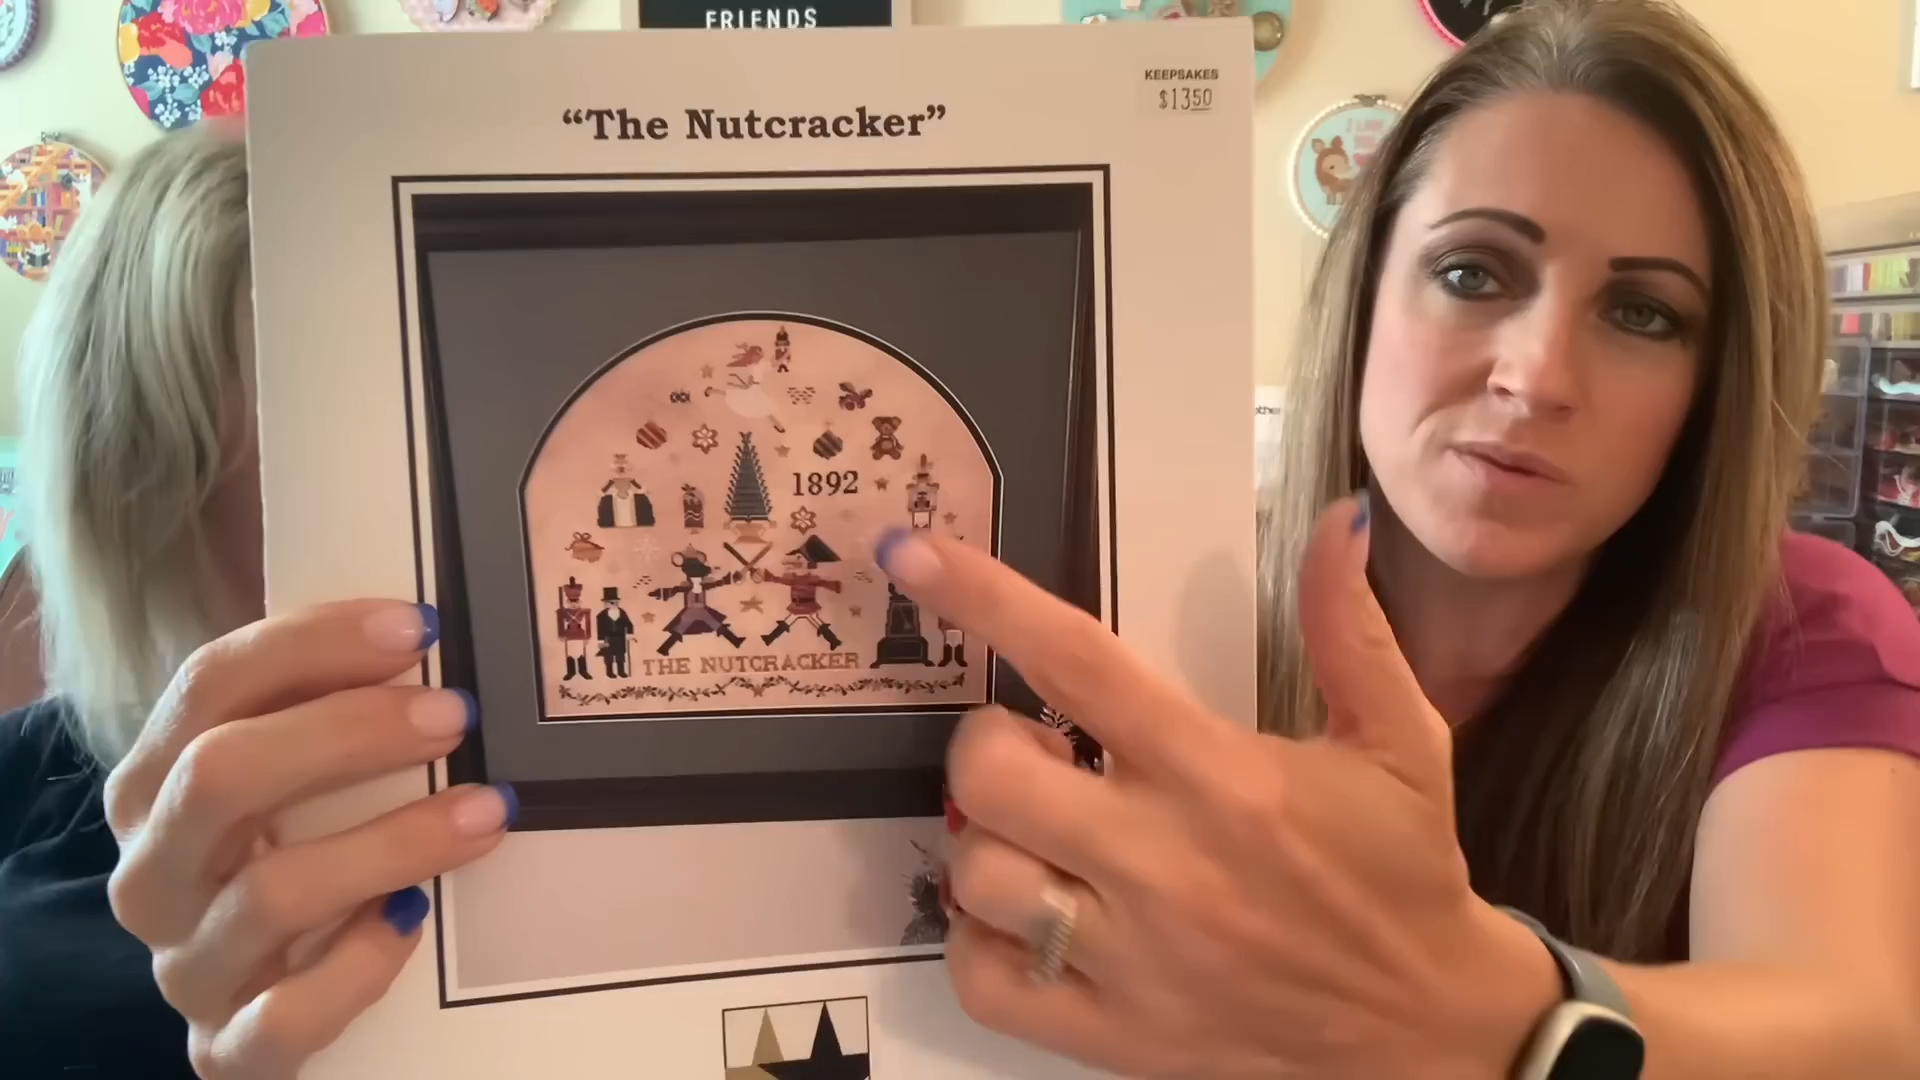 FRIENDS
KEEPSAKES
$1350
“The Nutcracker”
1892
THE NUTCRACKER